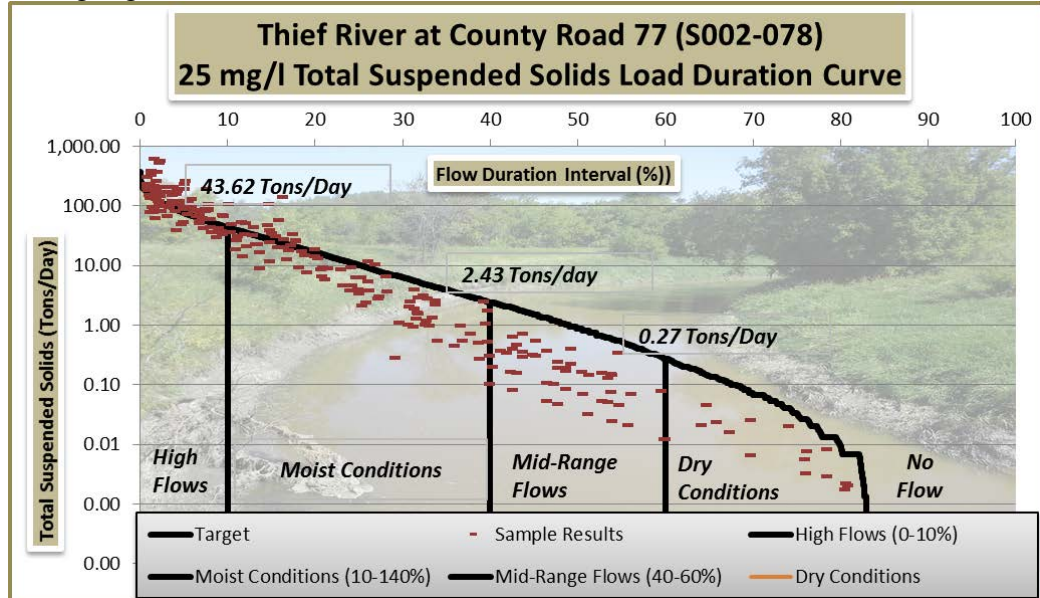 Thief River at County Road 77 (S002-078)
25 mg/l Total Suspended Solids Load Duration Curve
0 10 20 30 40 50 60 70 80 90 100
Flow Duration Interval (%))
Total Suspended Solids (Tons/Day)
1,000.00
100.00
10.00
1.00
0.10
0.01
0.00
0.00
43.62 Tons/Day
2.43 Tons/day
0.27 Tons/Day
High
Flows
Moist Conditions
Mid-Range
Flows
Dry
Conditions
No
Flow
Target
Sample Results
High Flows (0-10%)
Moist Conditions (10-140%)
Mid-Range Flows (40-60%)
Dry Conditions